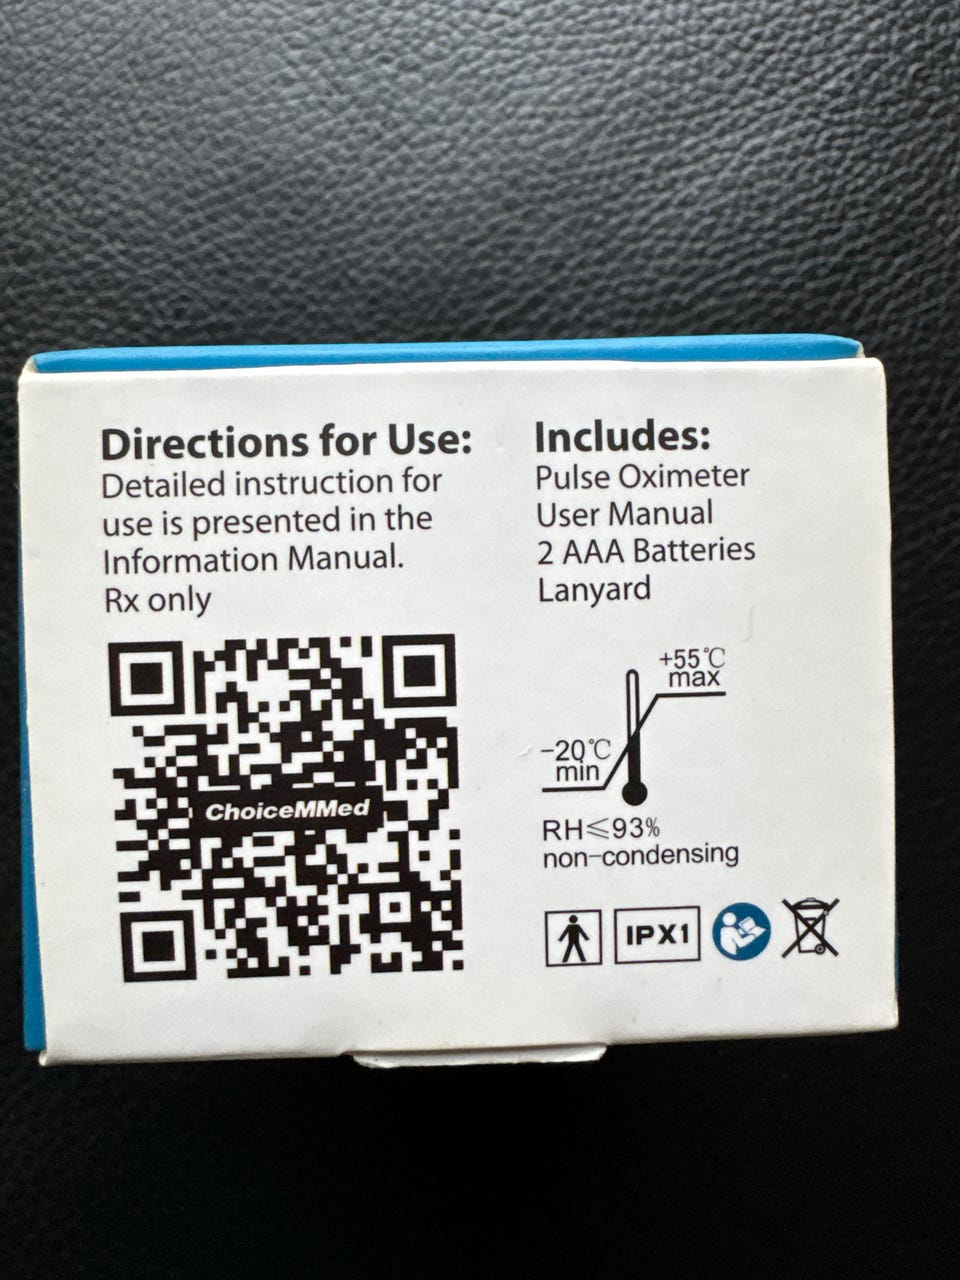 Directions for Use:
Detailed instruction for
use is presented in the
Information Manual.
Rx only
ChoiceMMed
Includes:
Pulse Oximeter
User Manual
2 AAA Batteries
Lanyard
+55℃
max
-20℃
min
RH≤93%
non-condensing
IPX1